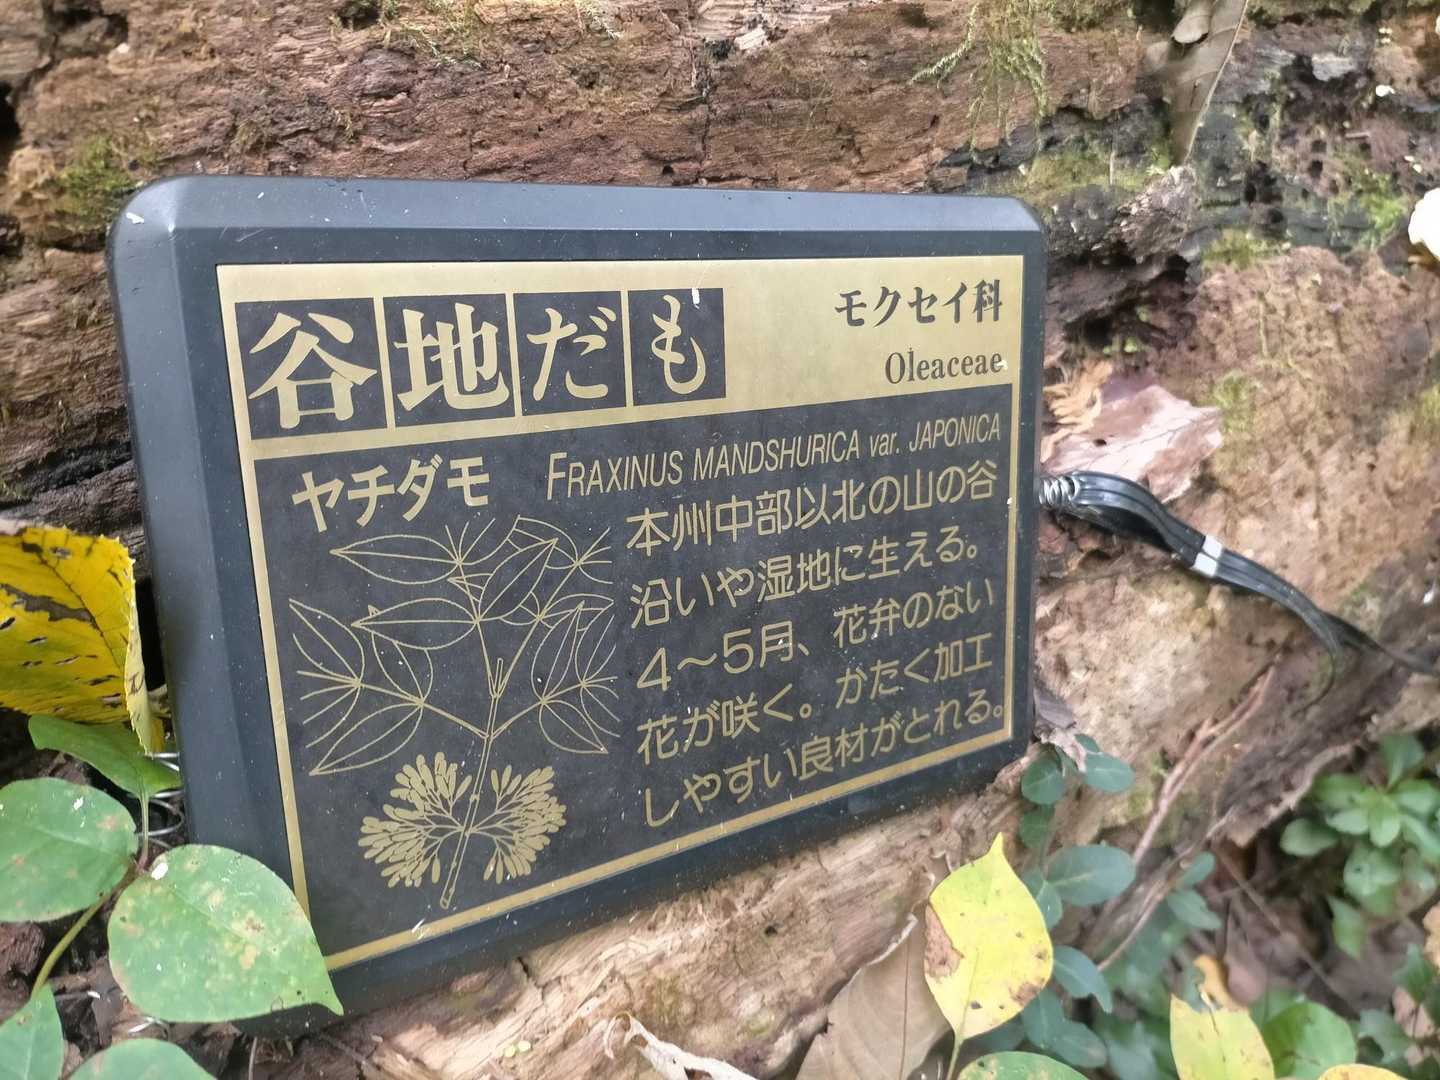 谷地だも
モクセイ科
Oleaceae
ヤチダモ
FRAXINUS MANDSHURICA var. JAPONICA
本州中部以北の山の谷
沿いや湿地に生える。
4〜5月、花弁のない
花が咲く。かたく加工
しやすい良材がとれる。